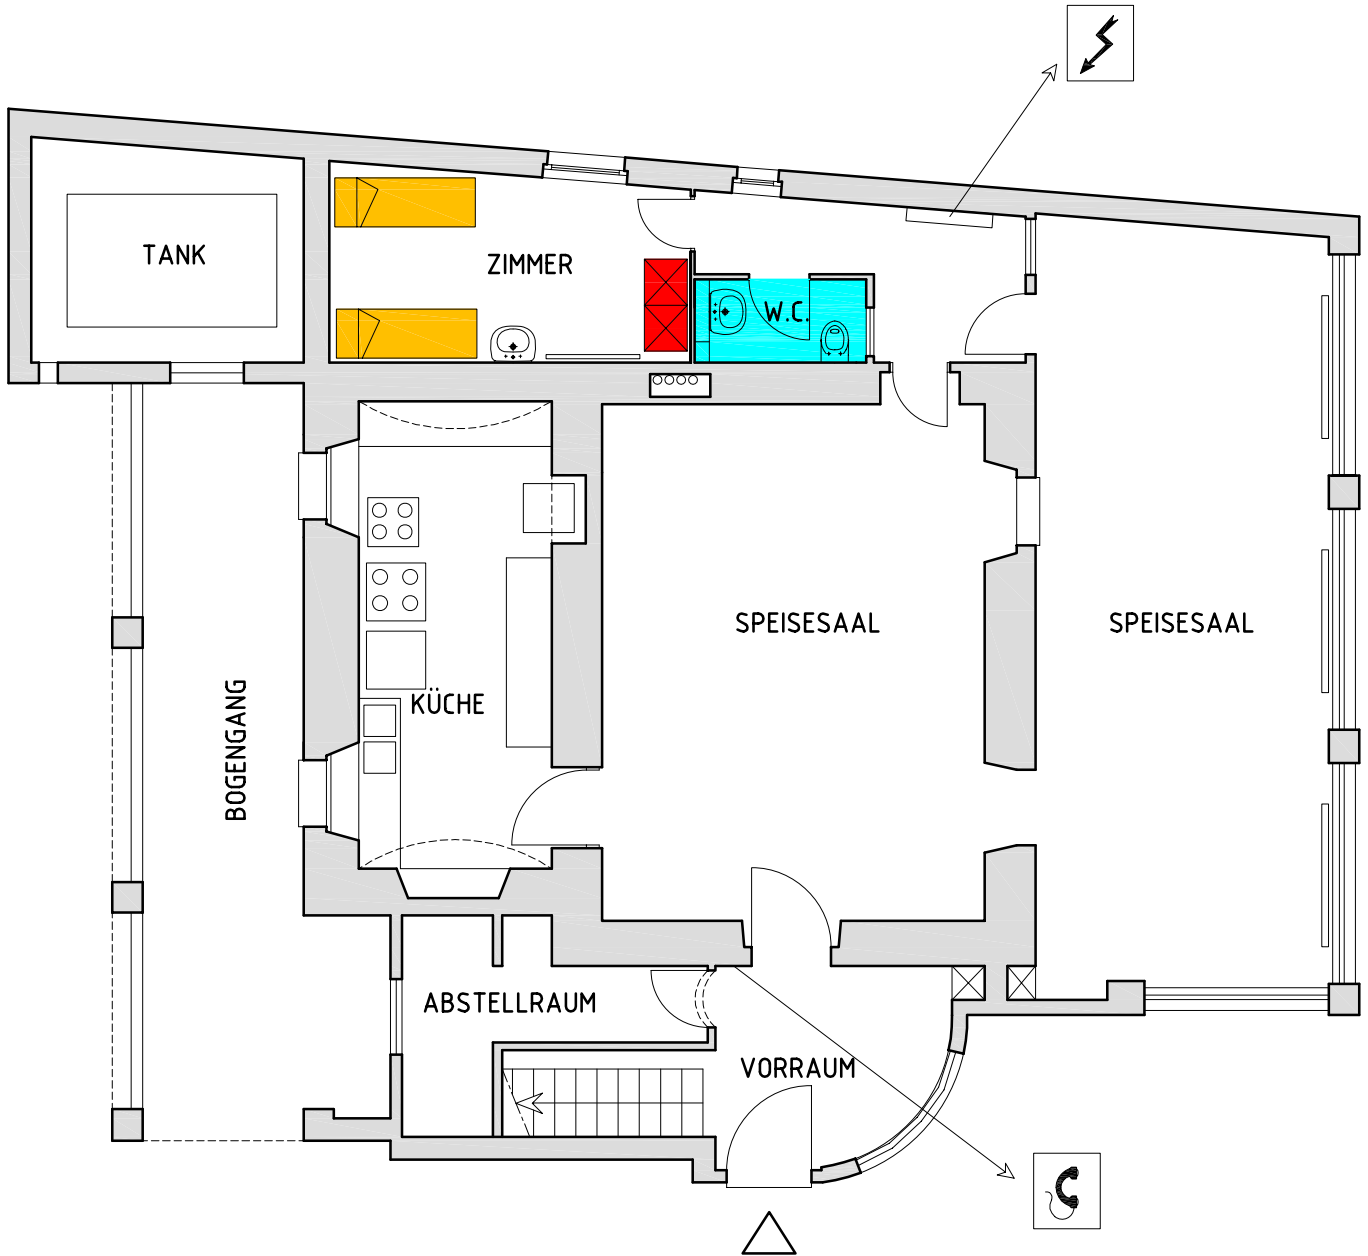 TANK
ZIMMER
W.C.
SPEISESAAL
SPEISESAAL
KÜCHE
BOGENGANG
ABSTELLRAUM
VORRAUM